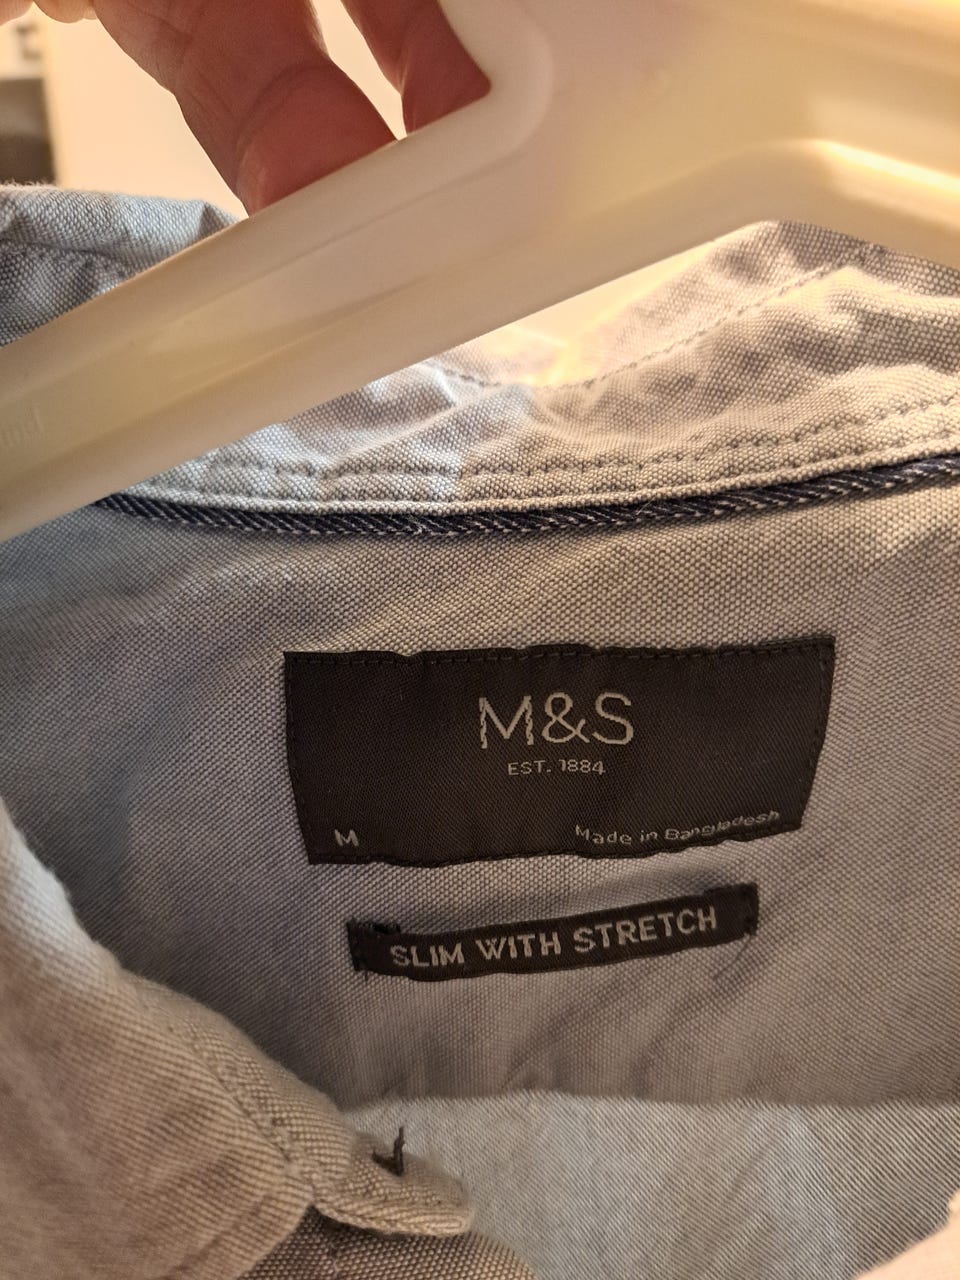 M&S
EST. 1884
M
Made in Bangladesh
SLIM WITH STRETCH